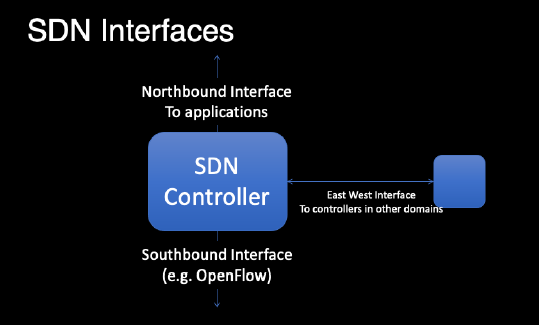 SDN Interfaces
Northbound Interface
To applications
SDN
Controller
East West Interface
To controllers in other domains
Southbound Interface
(e.g. OpenFlow)